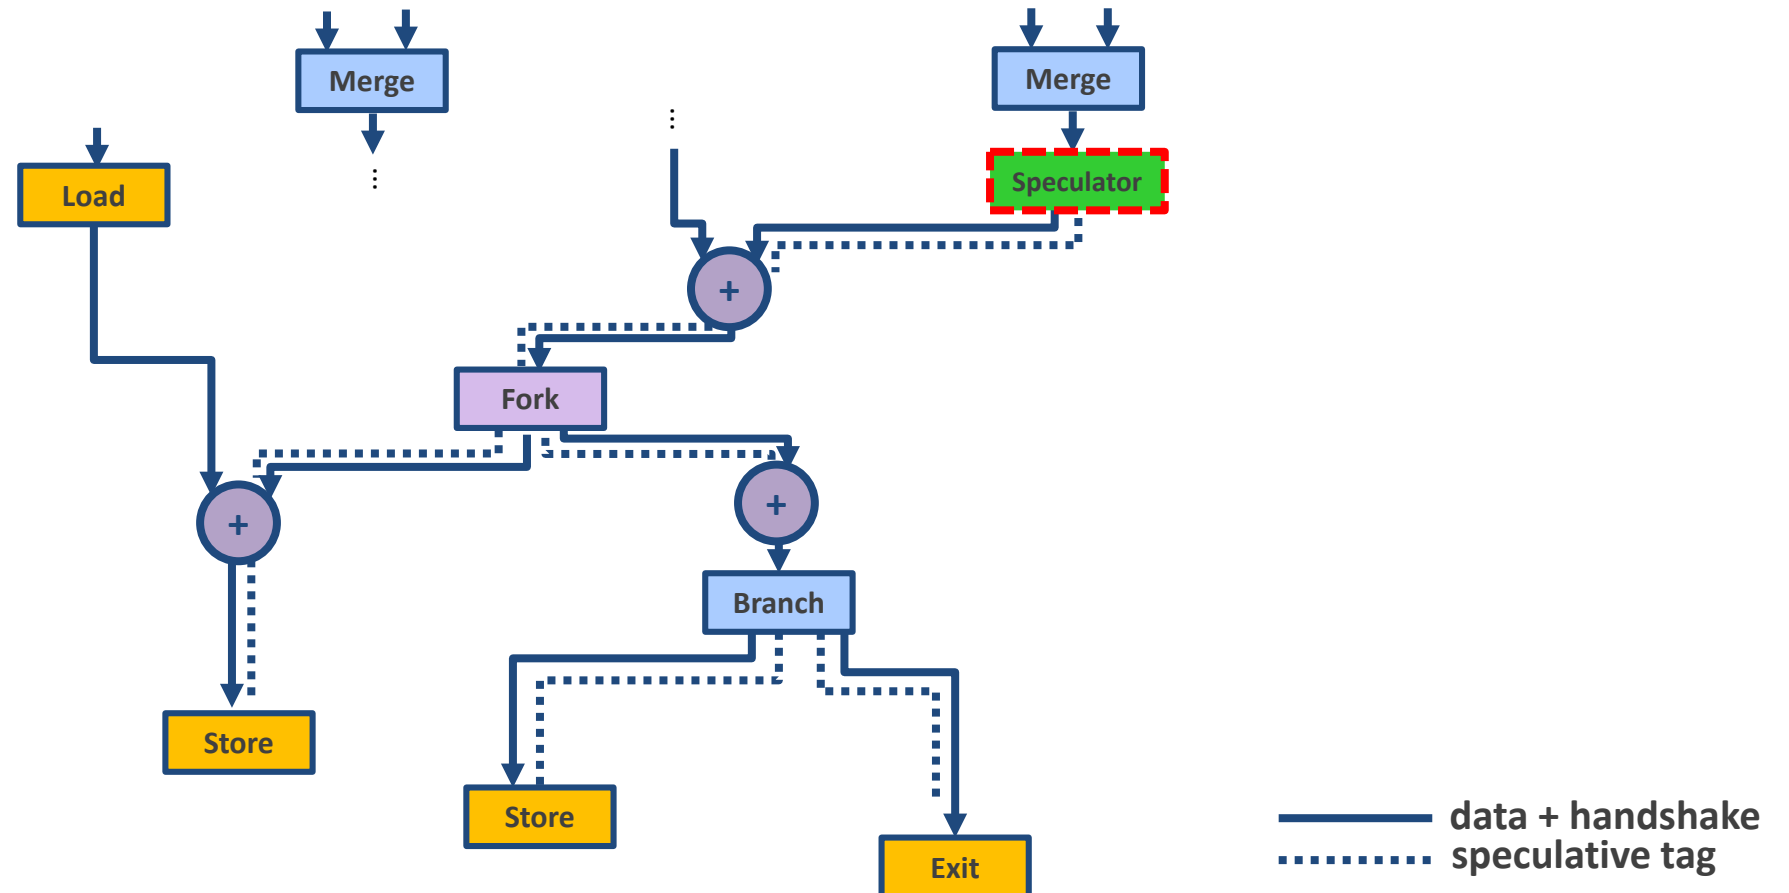 Merge
Merge
⋮
Load
⋮
Speculator
+
Fork
+
+
Branch
Store
Store
Exit
data + handshake
speculative tag